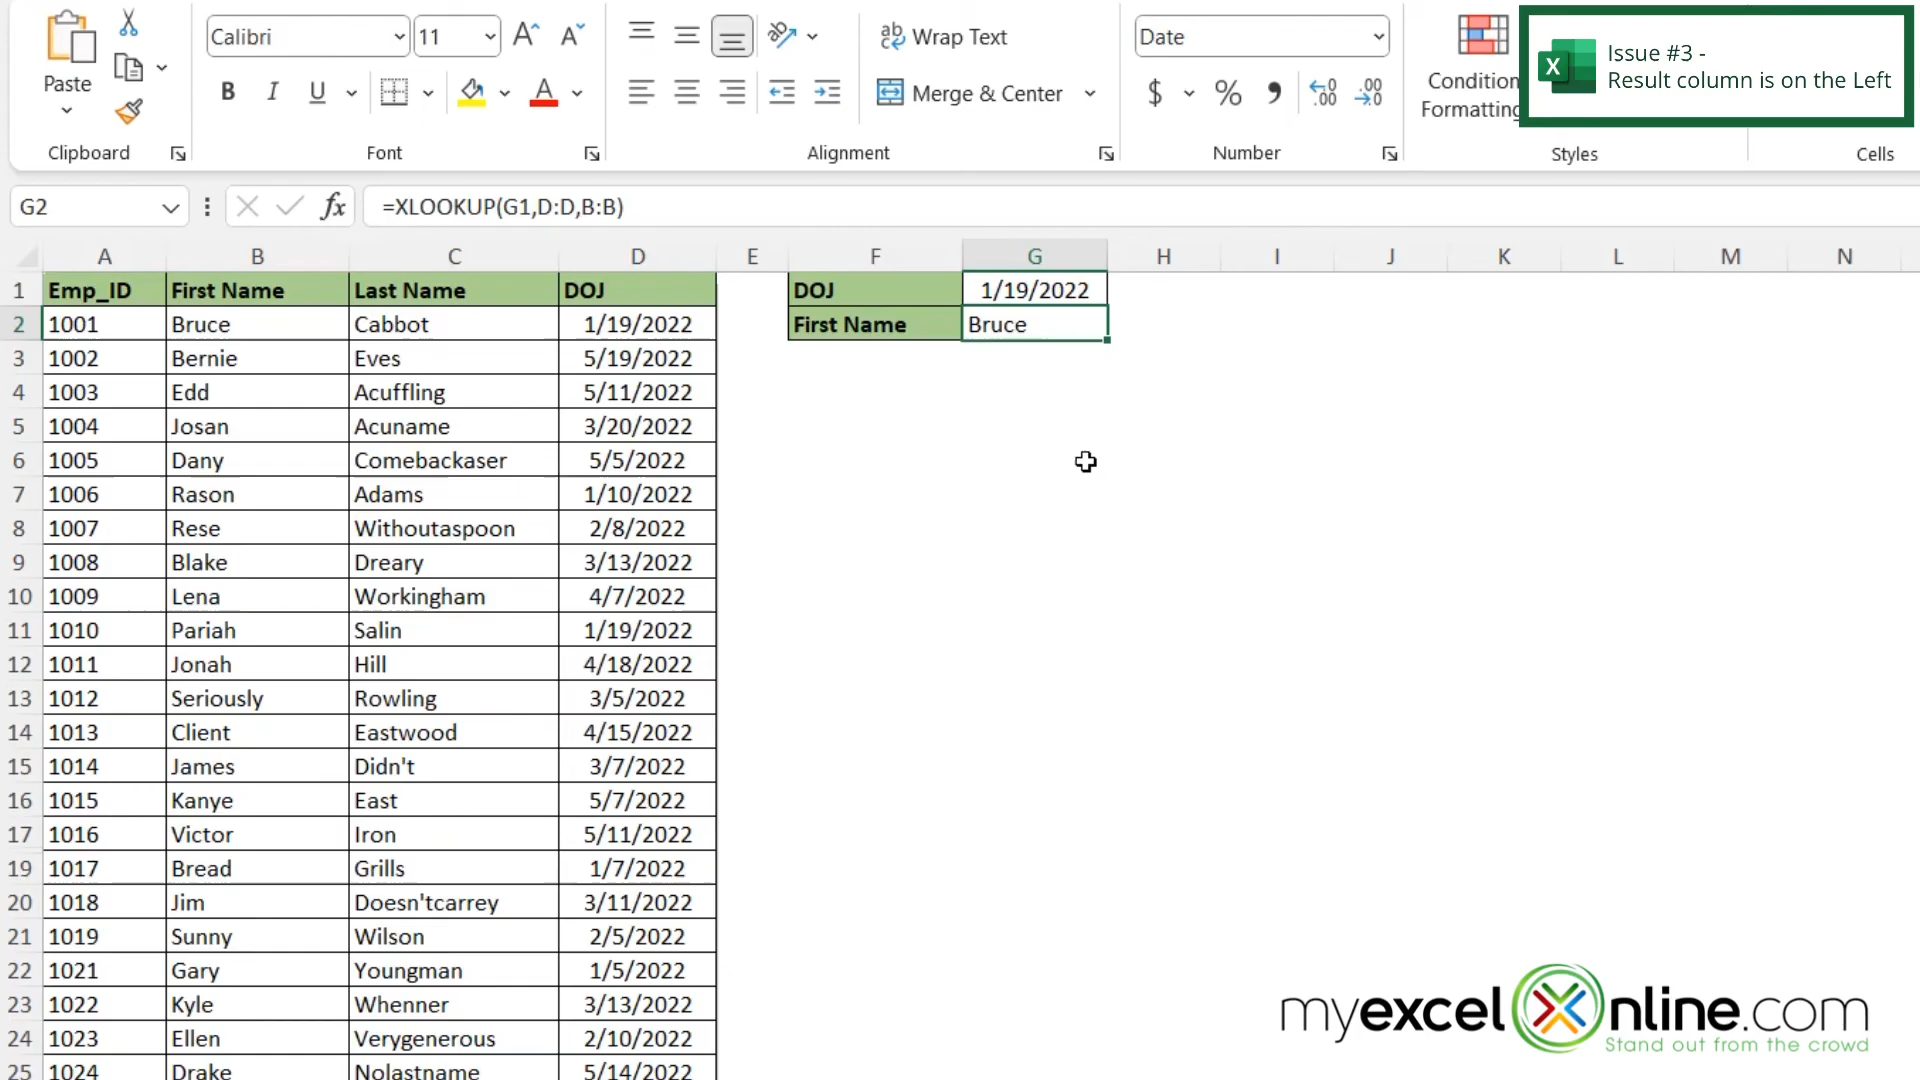 Calibri 11 Wrap Text Date
Paste B I U A Merge & Center $ % Condition Formatting
Issue #3 -
Result column is on the Left
Clipboard Font Alignment Number Styles Cells
G2 fx =XLOOKUP(G1,D:D,B:B)
A B C D E F G H I J K L M N
1 Emp_ID First Name Last Name DOJ DOJ 1/19/2022
2 1001 Bruce Cabbot 1/19/2022 First Name Bruce
3 1002 Bernie Eves 5/19/2022
4 1003 Edd Acuffling 5/11/2022
5 1004 Josan Acuname 3/20/2022
6 1005 Dany Comebackaser 5/5/2022
7 1006 Rason Adams 1/10/2022
8 1007 Rese Withoutaspoon 2/8/2022
9 1008 Blake Dreary 3/13/2022
10 1009 Lena Workingham 4/7/2022
11 1010 Pariah Salin 1/19/2022
12 1011 Jonah Hill 4/18/2022
13 1012 Seriously Rowling 3/5/2022
14 1013 Client Eastwood 4/15/2022
15 1014 James Didn't 3/7/2022
16 1015 Kanye East 5/7/2022
17 1016 Victor Iron 5/11/2022
19 1017 Bread Grills 1/7/2022
20 1018 Jim Doesn'tcarrey 3/11/2022
21 1019 Sunny Wilson 2/5/2022
22 1021 Gary Youngman 1/5/2022
23 1022 Kyle Whenner 3/13/2022
24 1023 Ellen Verygenerous 2/10/2022
25 1024 Drake Nolastname 5/14/2022
myexcelOnline.com
Stand out from the crowd